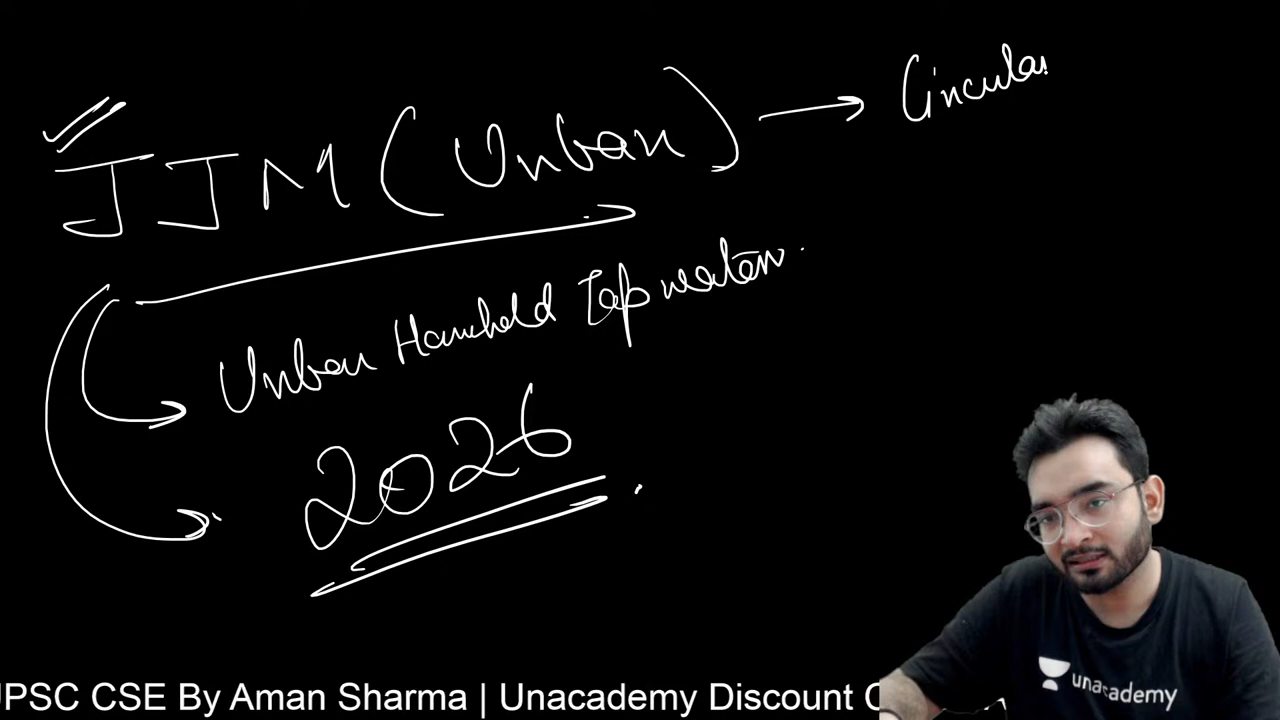 JJM (Urban) → Circular
Urban Household Tap water.
2026.
UPSC CSE By Aman Sharma | Unacademy Discount C
unacademy